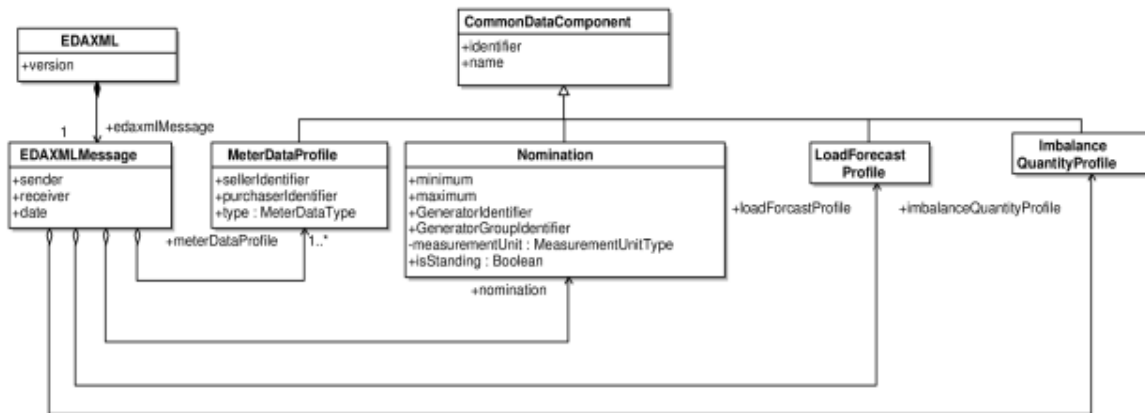 CommonDataComponent
+identifier
+name
EDAXML
+version
1
+edaxmlMessage
EDAXMLMessage
+sender
+receiver
+date
MeterDataProfile
+sellerIdentifier
+purchaserIdentifier
+type : MeterDataType
Nomination
+minimum
+maximum
+GeneratorIdentifier
+GeneratorGroupIdentifier
-measurementUnit : MeasurementUnitType
+isStanding : Boolean
LoadForecast
Profile
Imbalance
QuantityProfile
+meterDataProfile
1..*
+nomination
+loadForcastProfile
+imbalanceQuantityProfile